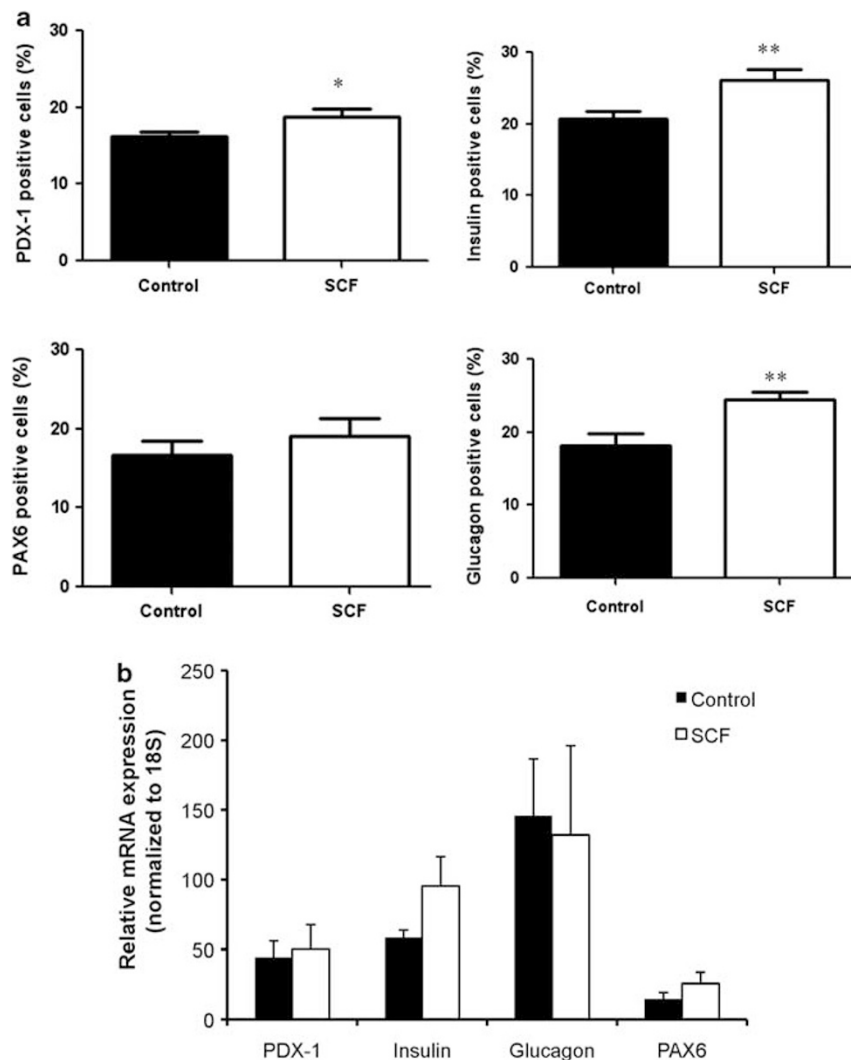 a
PDX-1 positive cells (%)
30
20
10
0
*
Control SCF
Insulin positive cells (%)
30
20
10
0
**
Control SCF
PAX6 positive cells (%)
30
20
10
0
Control SCF
Glucagon positive cells (%)
30
20
10
0
**
Control SCF
b
Relative mRNA expression
(normalized to 18S)
250
200
150
100
50
0
Control
SCF
PDX-1 Insulin Glucagon PAX6